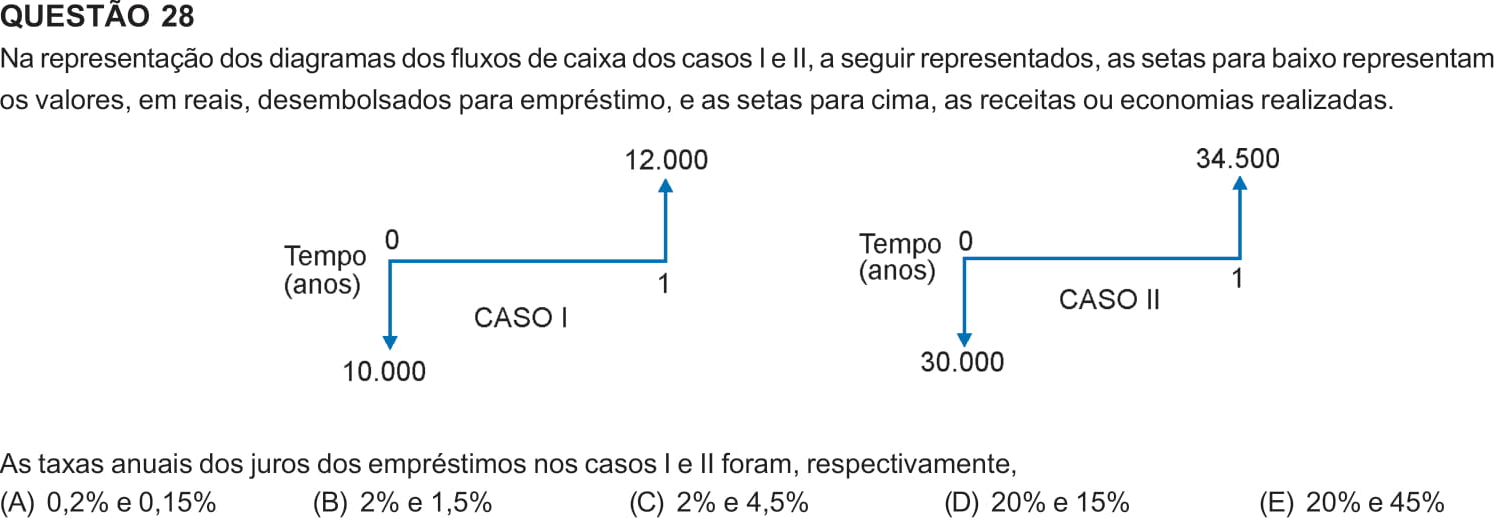 QUESTÃO 28
Na representação dos diagramas dos fluxos de caixa dos casos I e II, a seguir representados, as setas para baixo representam
os valores, em reais, desembolsados para empréstimo, e as setas para cima, as receitas ou economias realizadas.
12.000
Tempo
(anos)
0
1
CASO I
10.000
34.500
Tempo
(anos)
0
1
CASO II
30.000
As taxas anuais dos juros dos empréstimos nos casos I e II foram, respectivamente,
(A) 0,2% e 0,15% (B) 2% e 1,5% (C) 2% e 4,5% (D) 20% e 15% (E) 20% e 45%